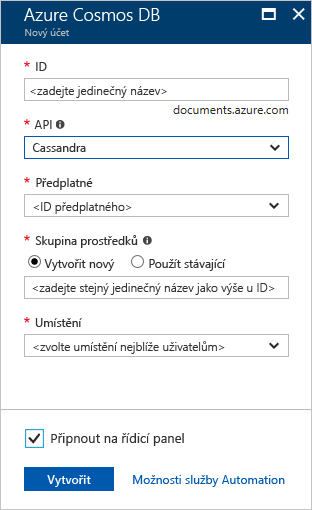 Azure Cosmos DB
Nový účet
* ID
<zadejte jedinečný název>
documents.azure.com
* API
Cassandra
* Předplatné
<ID předplatného>
* Skupina prostředků
Vytvořit nový Použít stávající
<zadejte stejný jedinečný název jako výše u ID>
* Umístění
<zvolte umístění nejblíže uživatelům>
Připnout na řídicí panel
Vytvořit Možnosti služby Automation